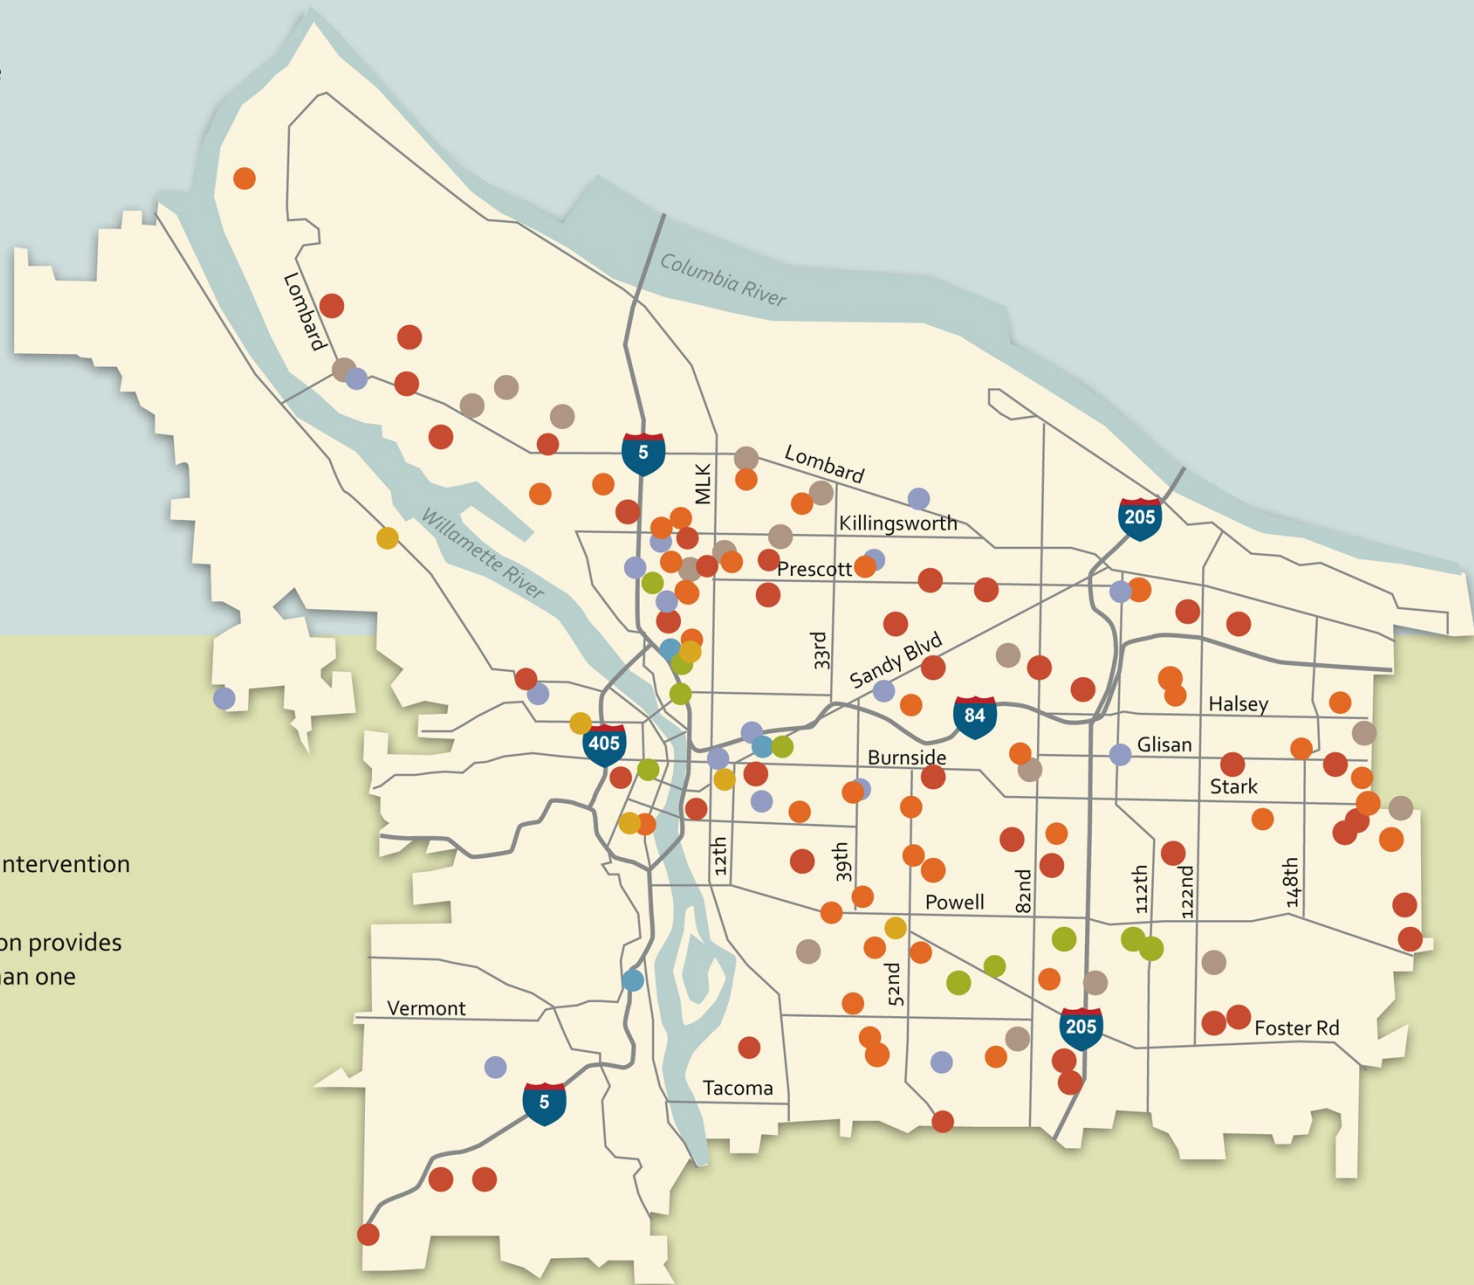 Columbia River
Lombard
5
MLK
Lombard
Killingsworth
205
Willamette River
Prescott
33rd
Sandy Blvd
84
Halsey
405
Glisan
Burnside
Stark
12th
39th
82nd
112th
122nd
148th
ntervention
Powell
on provides
an one
52nd
Vermont
205
Foster Rd
5
Tacoma